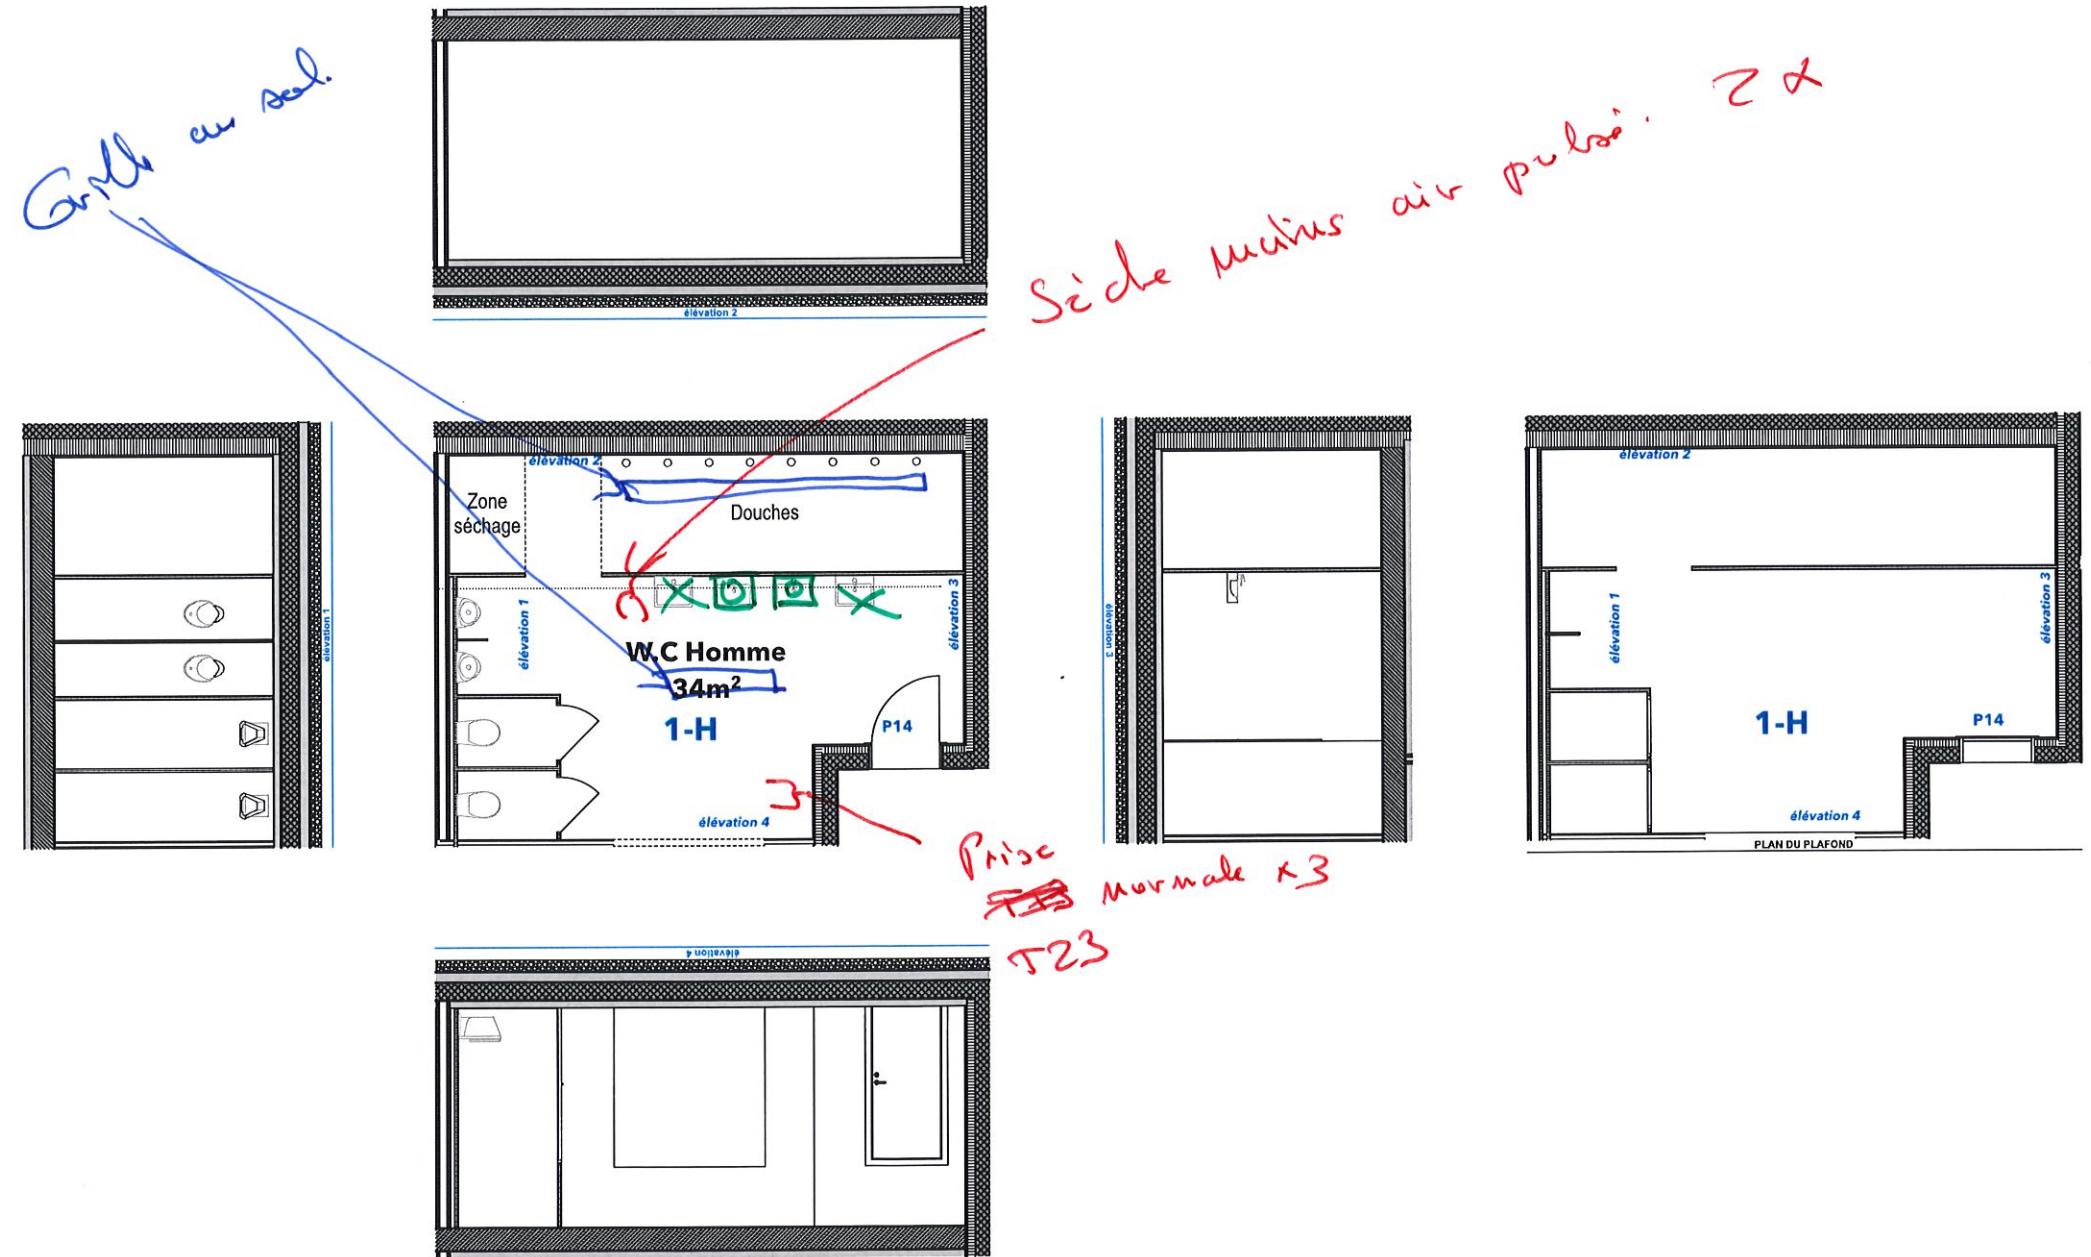 Grille au sol.
Sèche mains air pulsé. 2 x
élévation 2
élévation 1
élévation 2
Zone
séchage
Douches
élévation 1
élévation 3
W.C Homme
34m²
1-H
P14
élévation 4
élévation 3
élévation 2
élévation 1
élévation 3
1-H
P14
élévation 4
PLAN DU PLAFOND
Prise
normale x3
T23
élévation 4